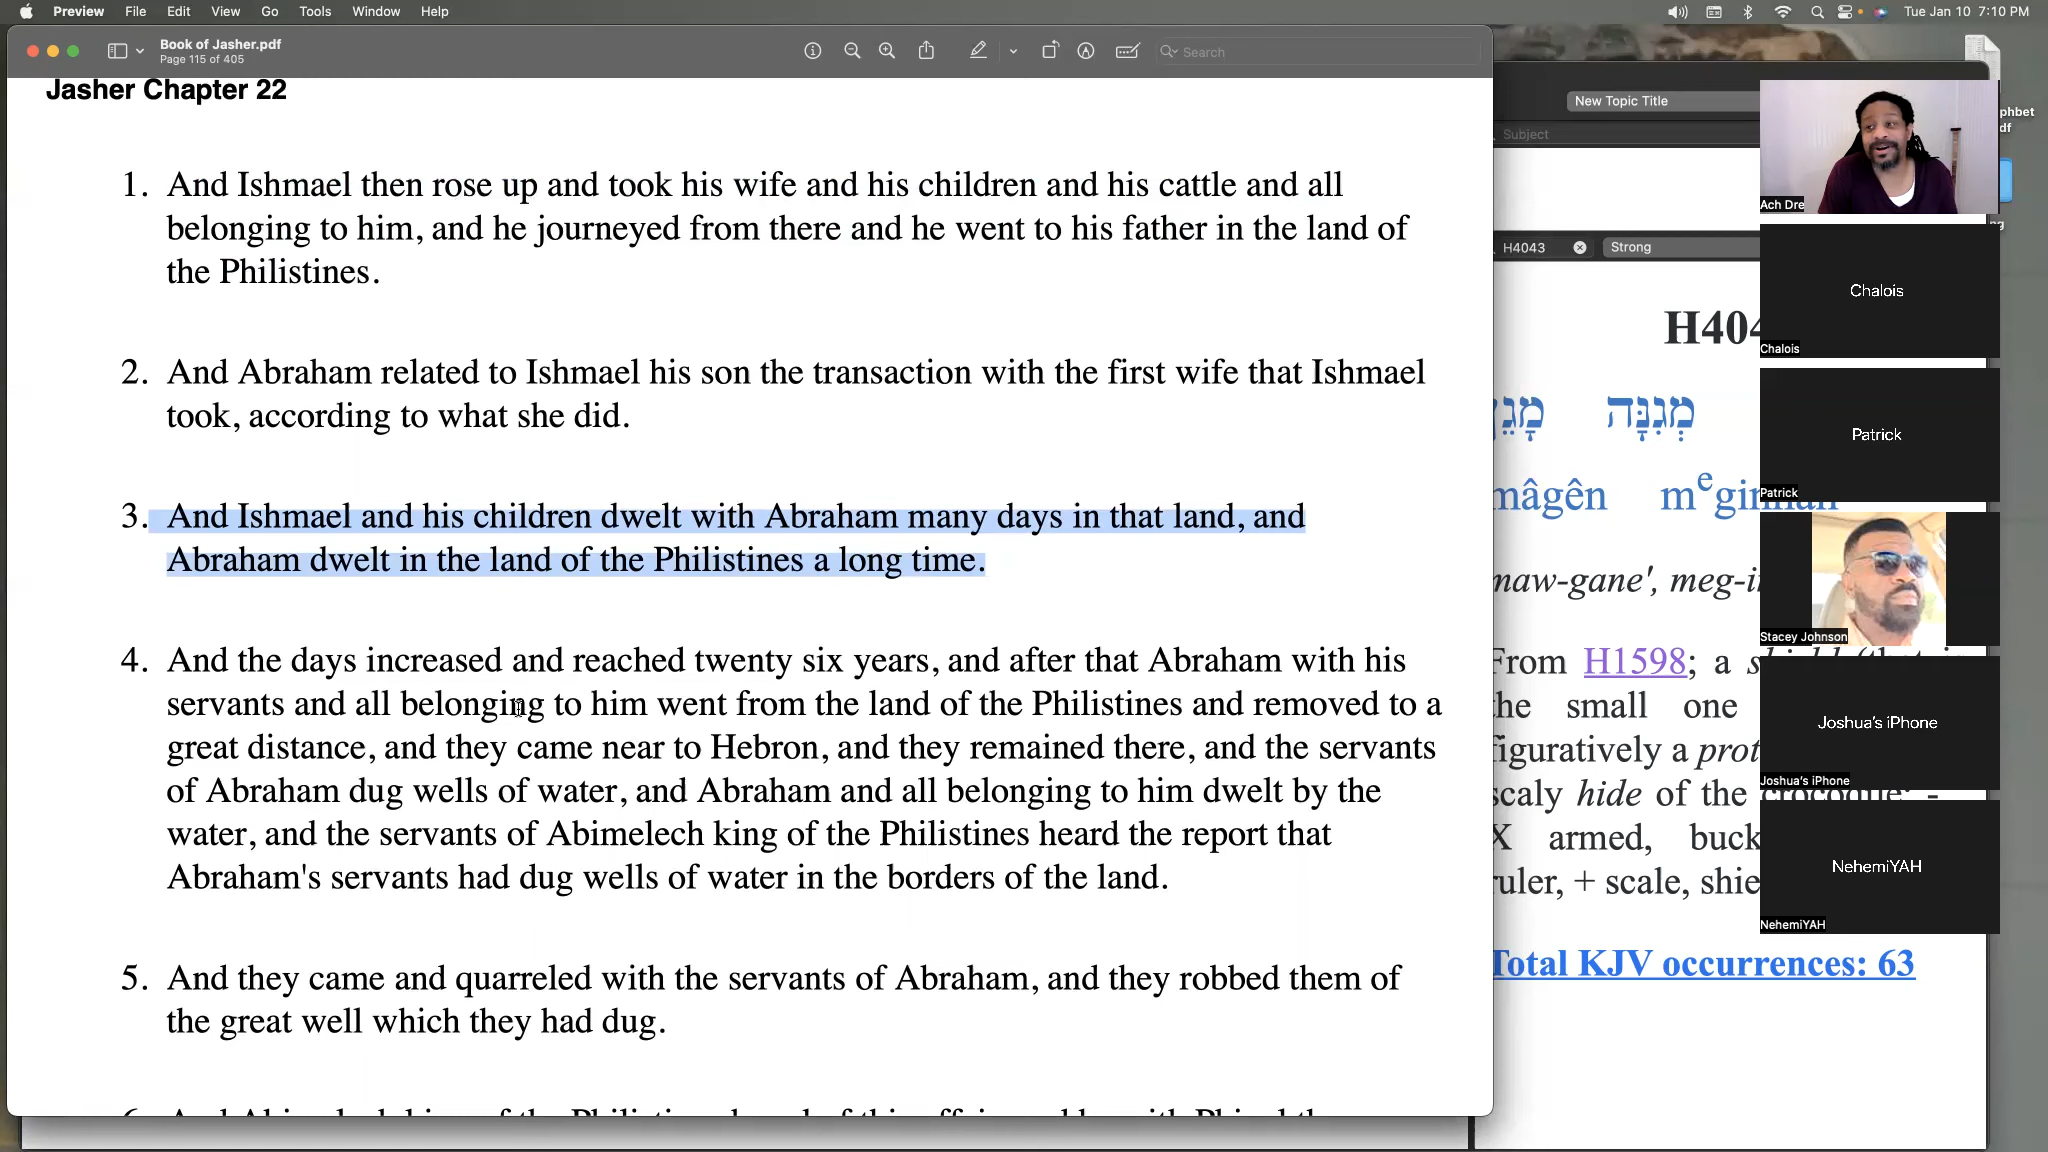 Preview File Edit View Go Tools Window Help
Tue Jan 10 7:10 PM
Book of Jasher.pdf
Page 115 of 405
Search
Jasher Chapter 22
1. And Ishmael then rose up and took his wife and his children and his cattle and all
belonging to him, and he journeyed from there and he went to his father in the land of
the Philistines.
2. And Abraham related to Ishmael his son the transaction with the first wife that Ishmael
took, according to what she did.
3. And Ishmael and his children dwelt with Abraham many days in that land, and
Abraham dwelt in the land of the Philistines a long time.
4. And the days increased and reached twenty six years, and after that Abraham with his
servants and all belonging to him went from the land of the Philistines and removed to a
great distance, and they came near to Hebron, and they remained there, and the servants
of Abraham dug wells of water, and Abraham and all belonging to him dwelt by the
water, and the servants of Abimelech king of the Philistines heard the report that
Abraham's servants had dug wells of water in the borders of the land.
5. And they came and quarreled with the servants of Abraham, and they robbed them of
the great well which they had dug.
New Topic Title
Subject
H4043
Strong
H404
מָגֵן מְגִנָּה
mâgên
maw-gane',
From H1598; a
the small one
figuratively a
scaly hide of the crocodile: -
X armed,
ruler, + scale,
Total KJV occurrences: 63
Ach Dre
Chalois
Chalois
Patrick
Patrick
Stacey Johnson
Joshua's iPhone
Joshua's iPhone
NehemiYAH
NehemiYAH